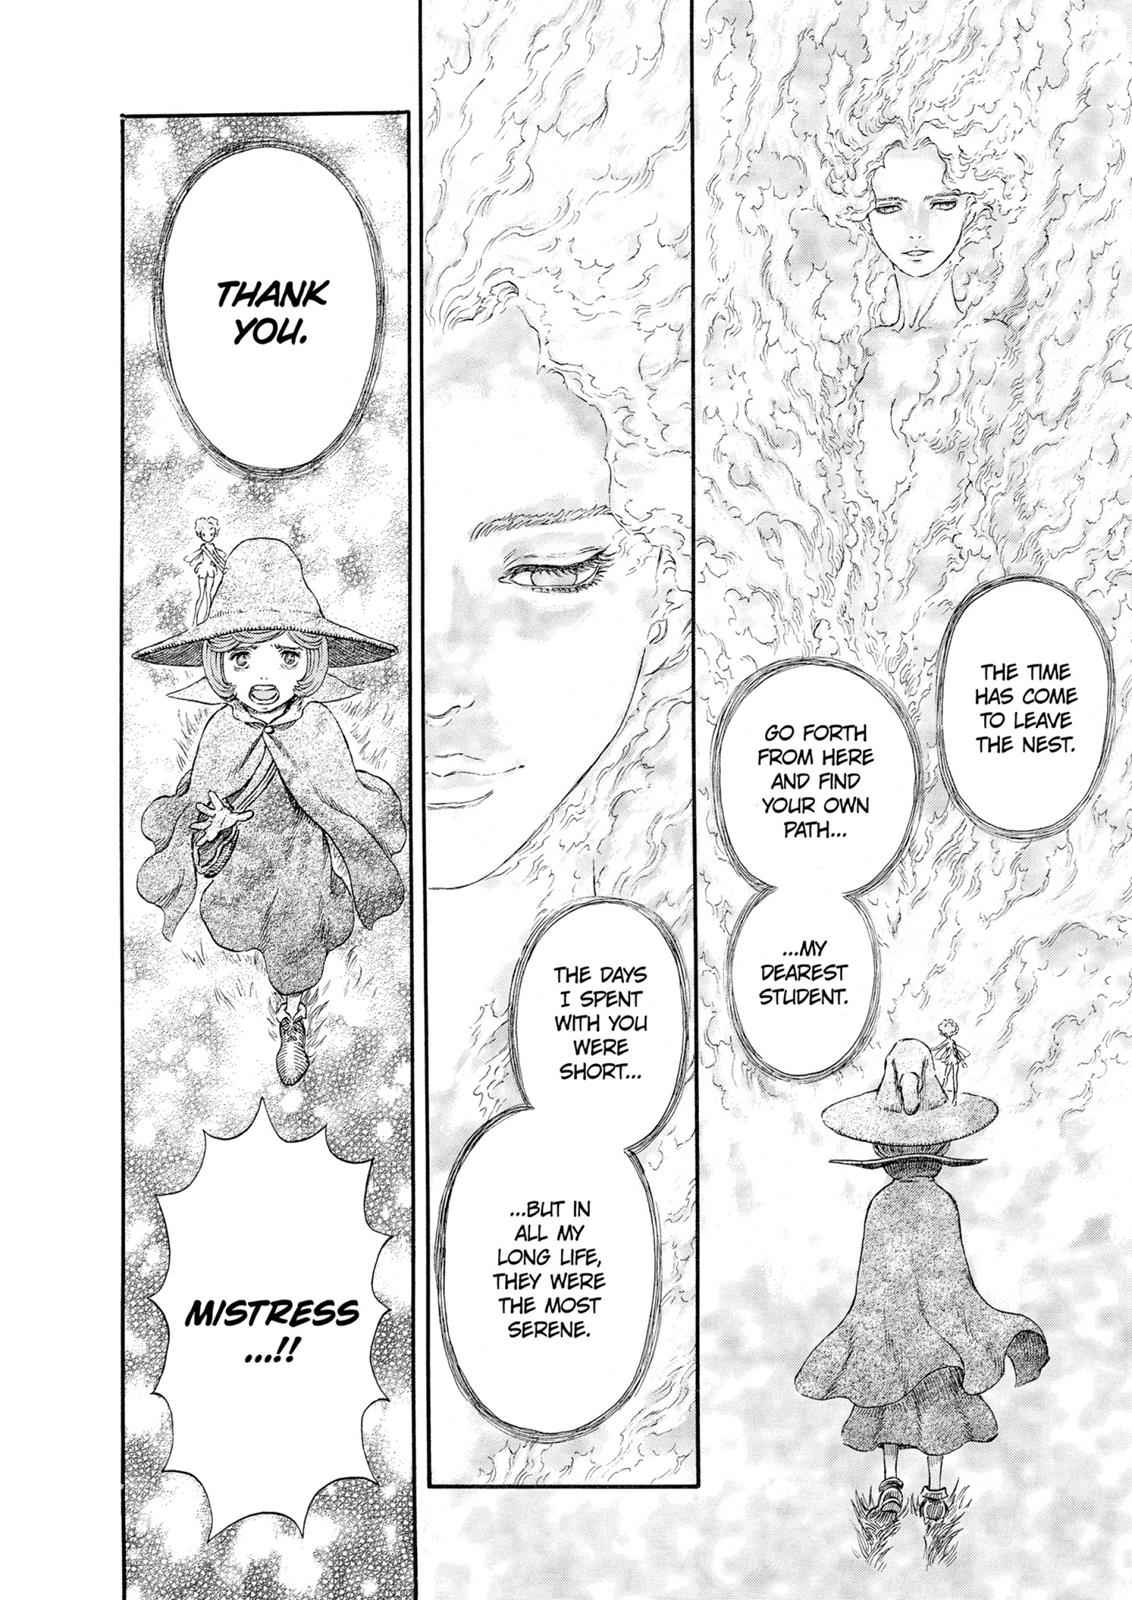 THE TIME
HAS COME
TO LEAVE
THE NEST.
GO FORTH
FROM HERE
AND FIND
YOUR OWN
PATH...
...MY
DEAREST
STUDENT.
THE DAYS
I SPENT
WITH YOU
WERE
SHORT...
...BUT IN
ALL MY
LONG LIFE,
THEY WERE
THE MOST
SERENE.
THANK
YOU.
MISTRESS
...!!